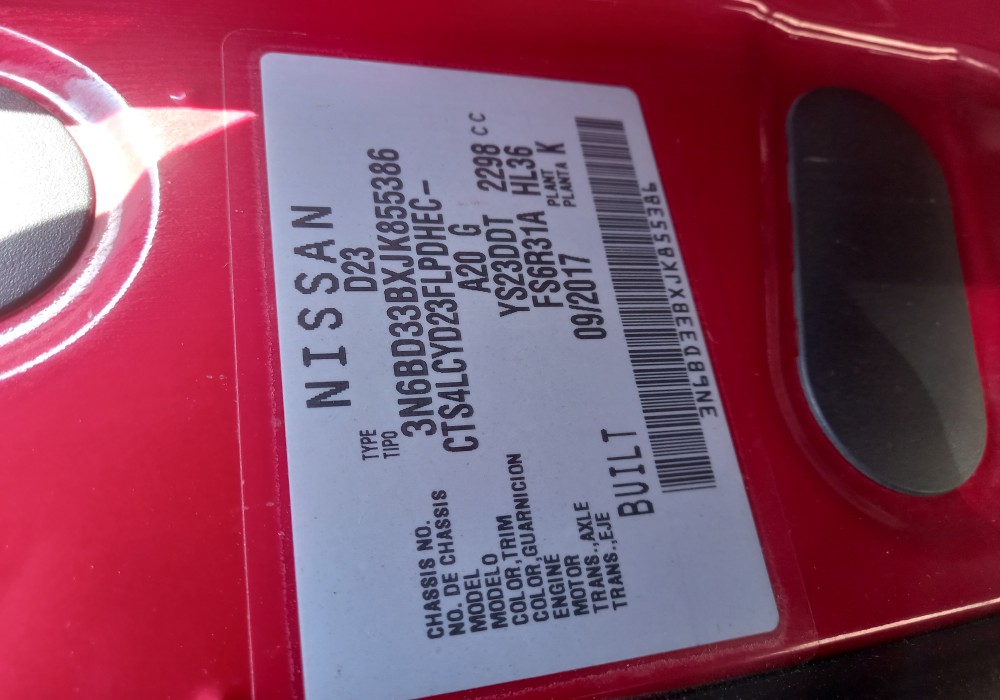 NISSAN
TYPE D23
TIPO
CHASSIS NO. 3N6BD33BXJK855386
NO. DE CHASSIS
MODEL CTS4LCYD23FLPDHEC-
MODELO
COLOR,TRIM A20 G
COLOR,GUARNICION
ENGINE YS23DDT 2298 CC
MOTOR
TRANS.,AXLE FS6R31A HL36
TRANS.,EJE
BUILT 09/2017 PLANT K
PLANTA
3N6BD33BXJK855386